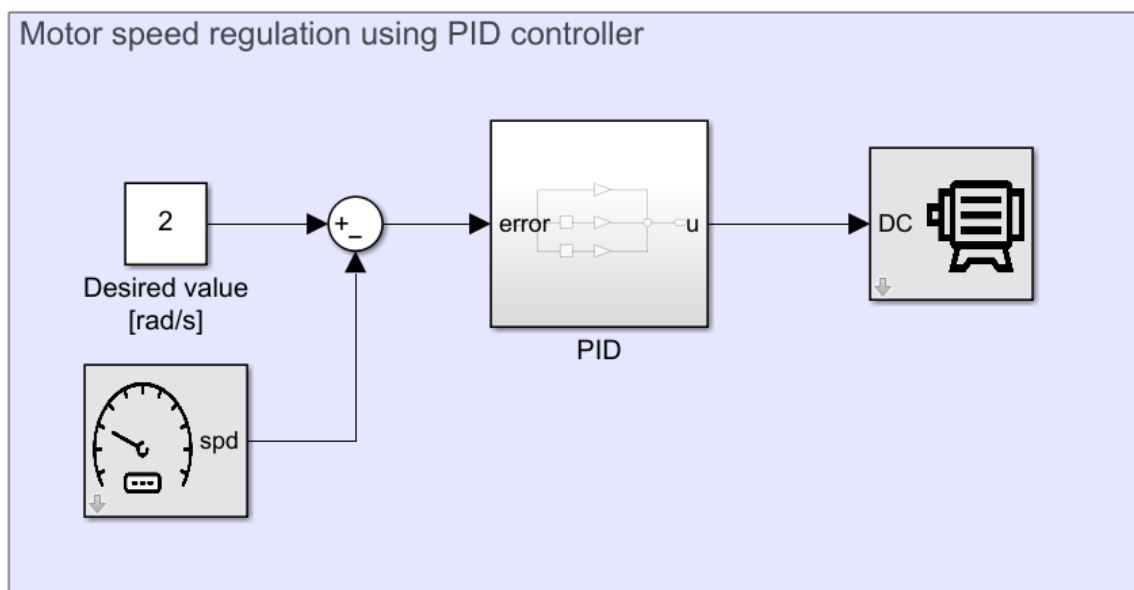 Motor speed regulation using PID controller
2
+
_
error
u
DC
Desired value
[rad/s]
PID
spd